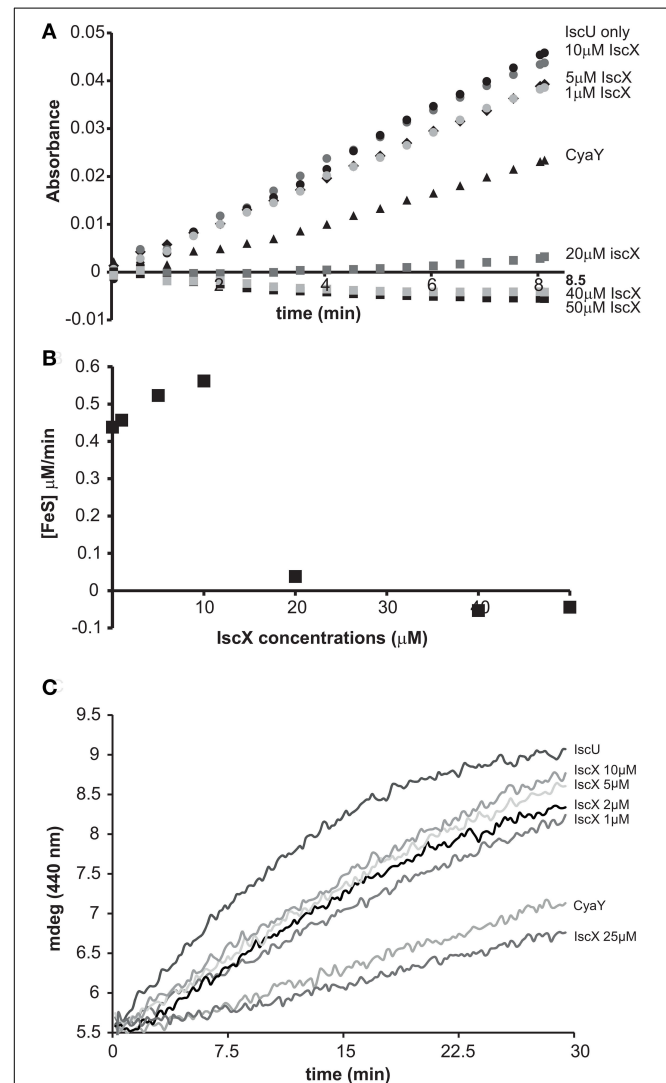 A
0.05
0.04
0.03
0.02
0.01
0
-0.01
Absorbance
2
4
6
8
8.5
time (min)
IscU only
10μM IscX
5μM IscX
1μM IscX
CyaY
20μM iscX
40μM IscX
50μM IscX
B
0.6
0.5
0.4
0.3
0.2
0.1
0
-0.1
[FeS] μM/min
10
20
30
40
IscX concentrations (μM)
C
9.5
9
8.5
8
7.5
7
6.5
6
5.5
mdeg (440 nm)
0
7.5
15
22.5
30
time (min)
IscU
IscX 10μM
IscX 5μM
IscX 2μM
IscX 1μM
CyaY
IscX 25μM